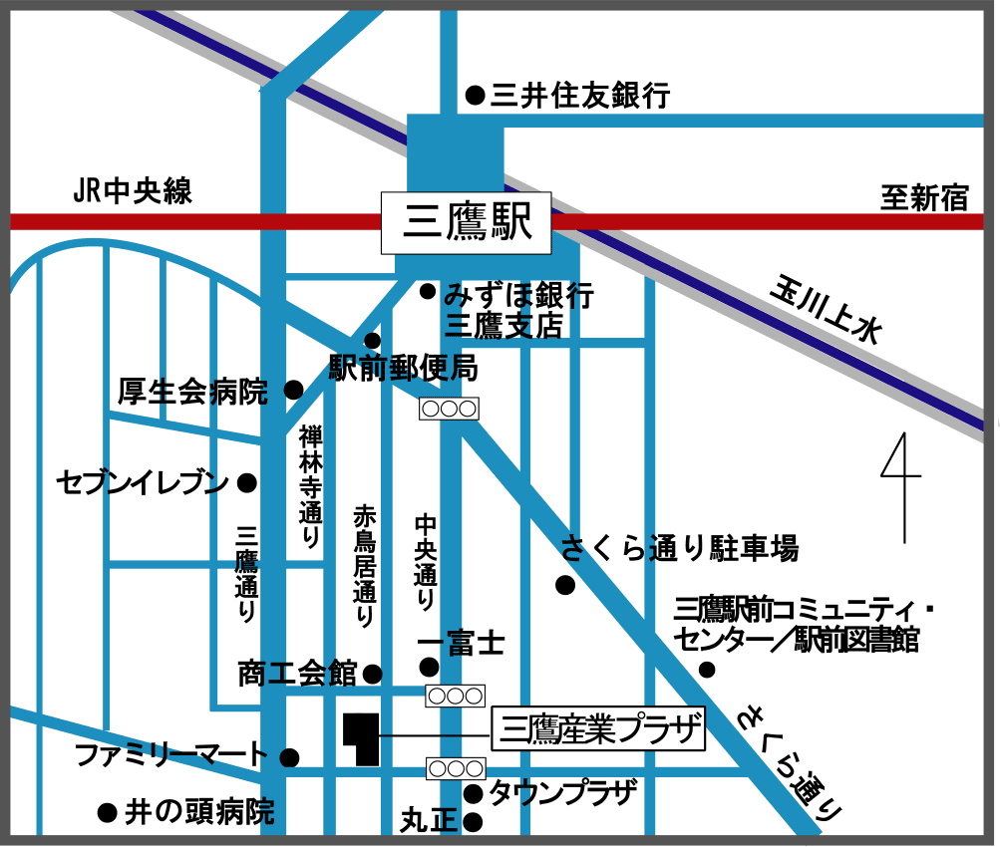 三井住友銀行
JR中央線
至新宿
三鷹駅
みずほ銀行
三鷹支店
玉川上水
駅前郵便局
厚生会病院
禅林寺通り
セブンイレブン
赤鳥居通り
中央通り
三鷹通り
さくら通り駐車場
三鷹駅前コミュニティ・
センター／駅前図書館
一富士
商工会館
三鷹産業プラザ
さくら通り
ファミリーマート
タウンプラザ
井の頭病院
丸正